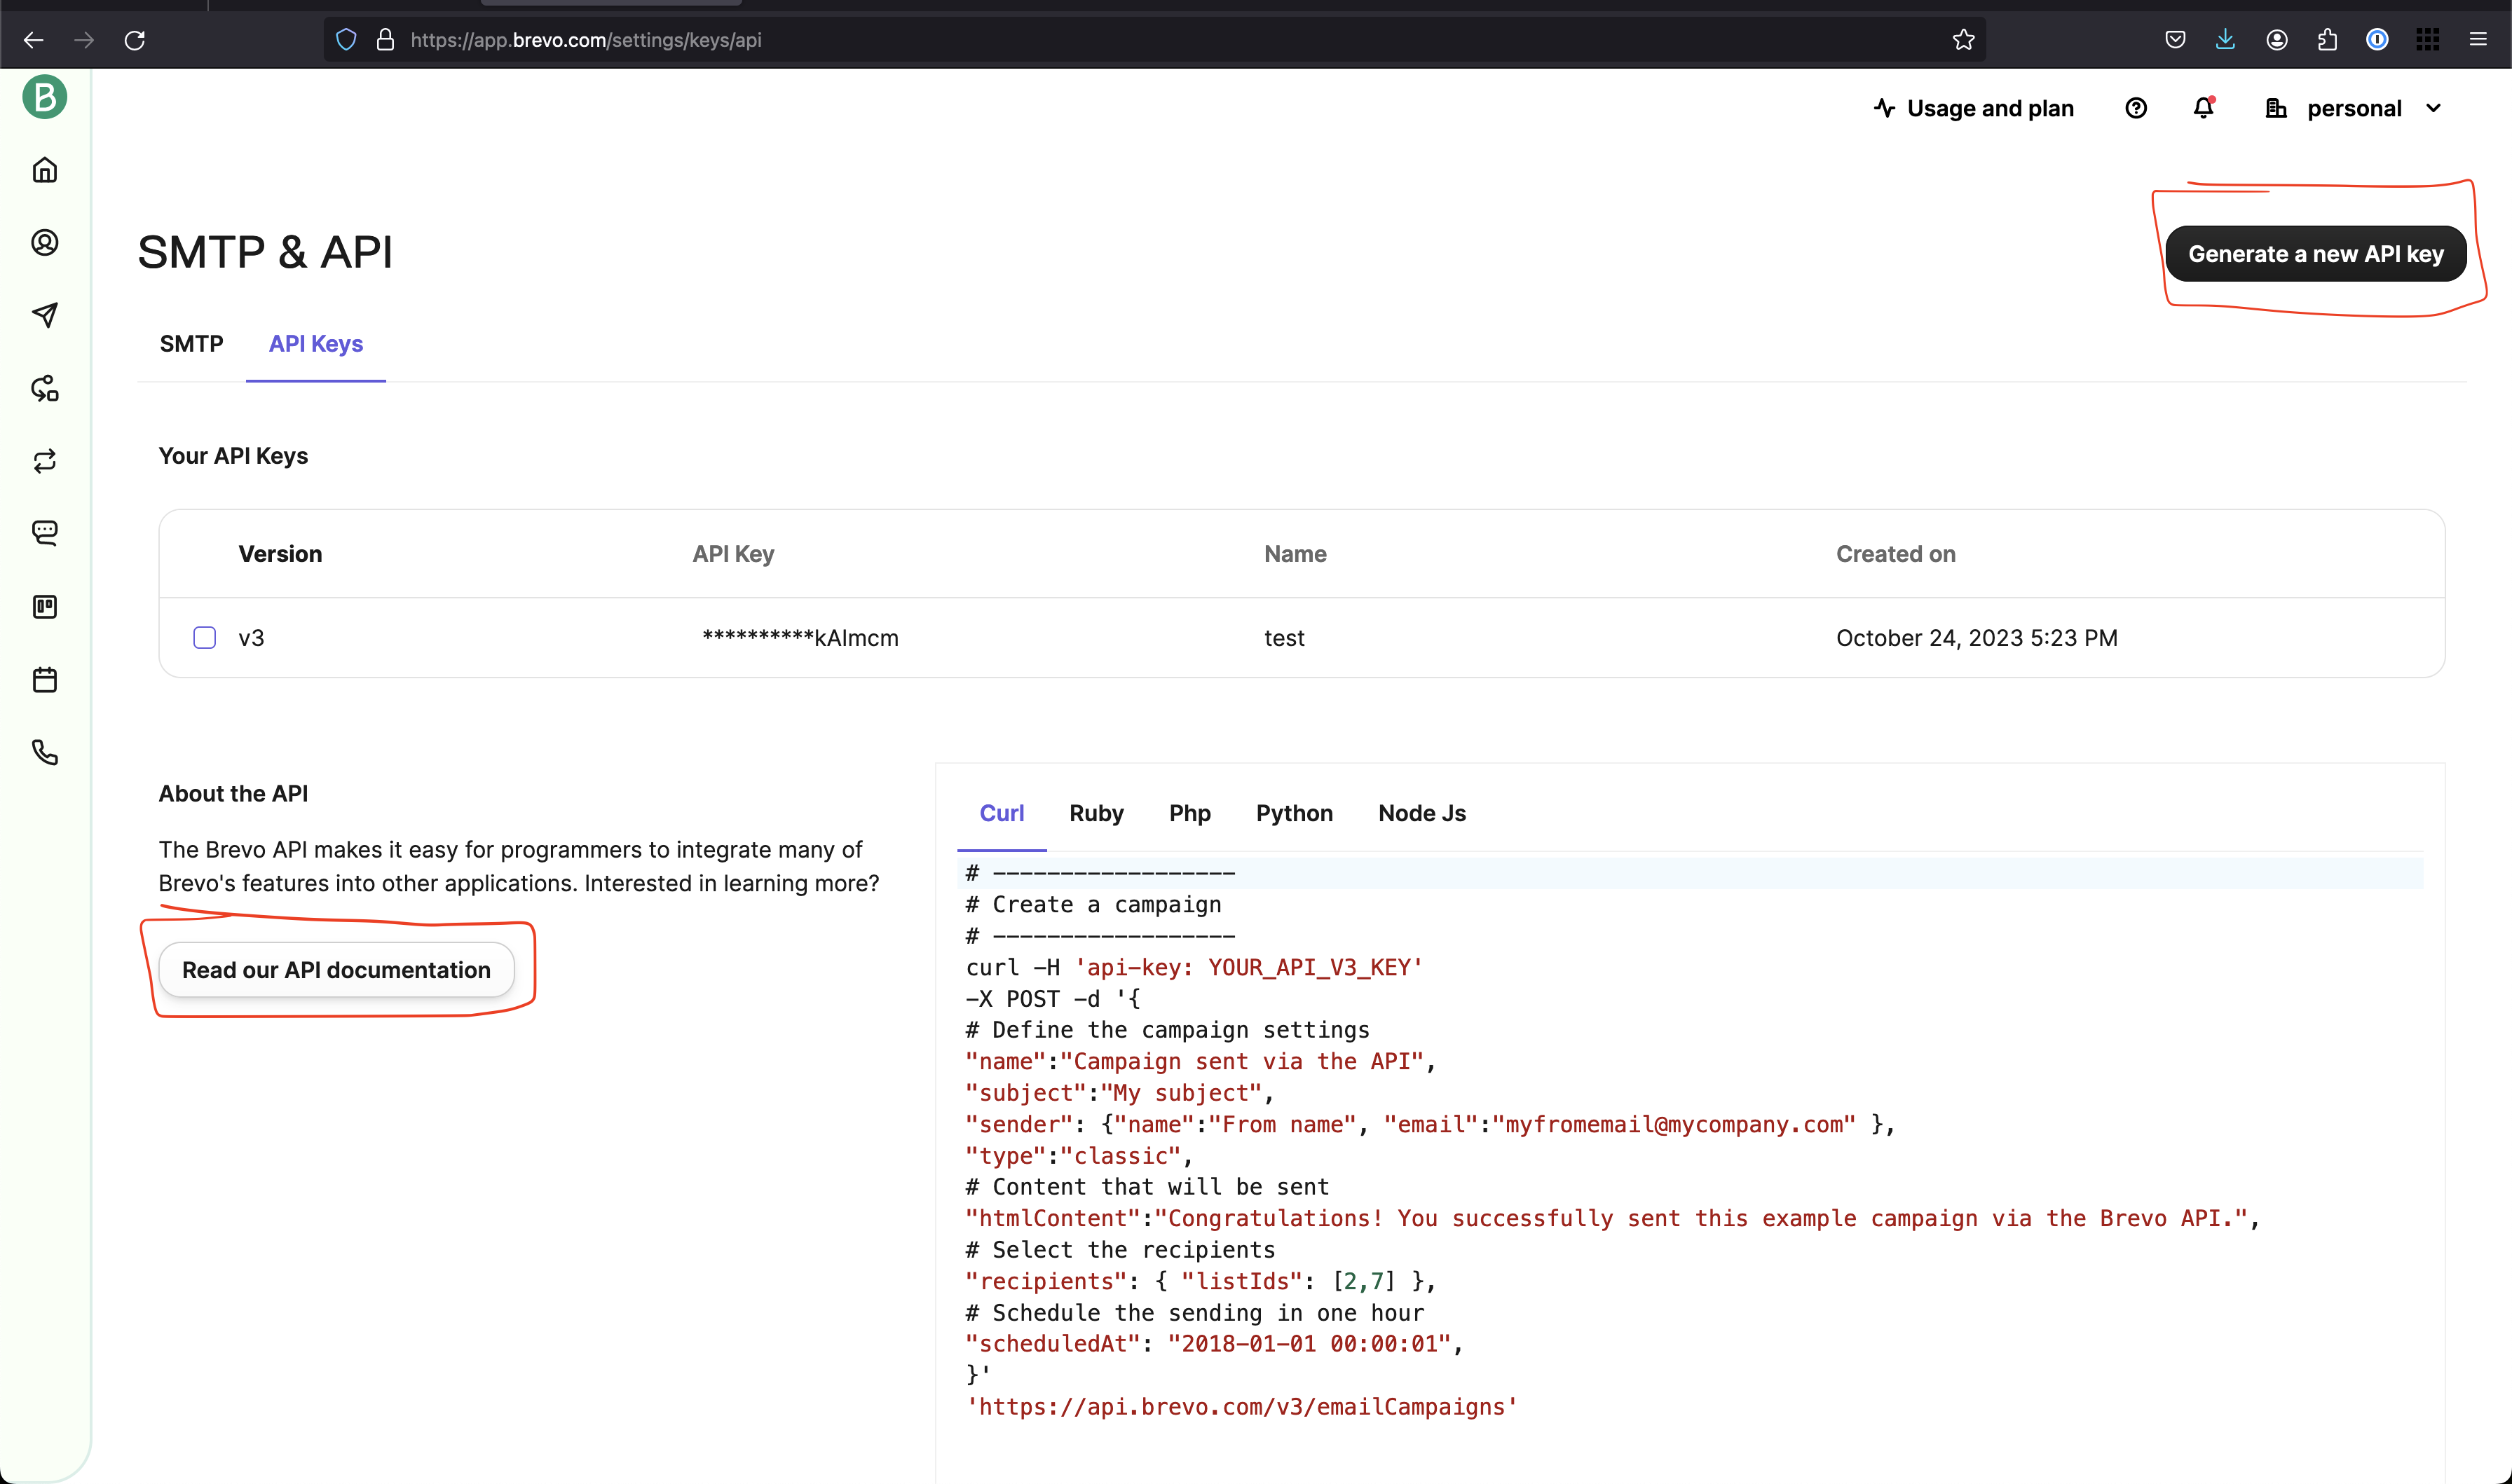 https://app.brevo.com/settings/keys/api
B
Usage and plan
personal
SMTP & API
Generate a new API key
SMTP API Keys
Your API Keys
Version API Key Name Created on
v3 **********kAlmcm test October 24, 2023 5:23 PM
About the API
The Brevo API makes it easy for programmers to integrate many of
Brevo's features into other applications. Interested in learning more?
Read our API documentation
Curl Ruby Php Python Node Js
# ------------------
# Create a campaign
# ------------------
curl -H 'api-key: YOUR_API_V3_KEY'
-X POST -d '{
# Define the campaign settings
"name":"Campaign sent via the API",
"subject":"My subject",
"sender": {"name":"From name", "email":"myfromemail@mycompany.com" },
"type":"classic",
# Content that will be sent
"htmlContent":"Congratulations! You successfully sent this example campaign via the Brevo API.",
# Select the recipients
"recipients": { "listIds": [2,7] },
# Schedule the sending in one hour
"scheduledAt": "2018-01-01 00:00:01",
}'
'https://api.brevo.com/v3/emailCampaigns'